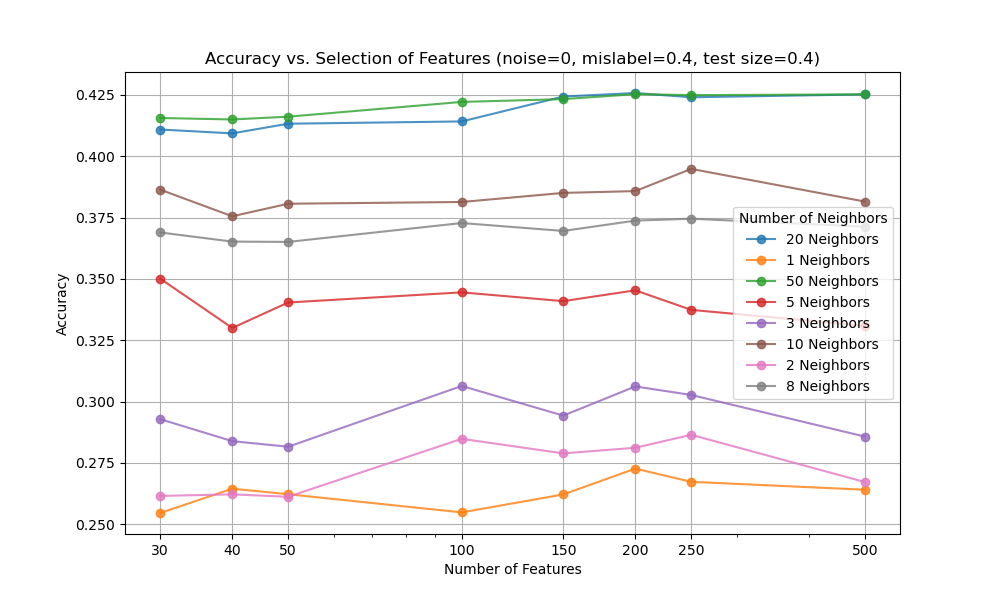 Accuracy vs. Selection of Features (noise=0, mislabel=0.4, test size=0.4)
Accuracy
0.425
0.400
0.375
0.350
0.325
0.300
0.275
0.250
Number of Neighbors
20 Neighbors
1 Neighbors
50 Neighbors
5 Neighbors
3 Neighbors
10 Neighbors
2 Neighbors
8 Neighbors
30 40 50 100 150 200 250 500
Number of Features